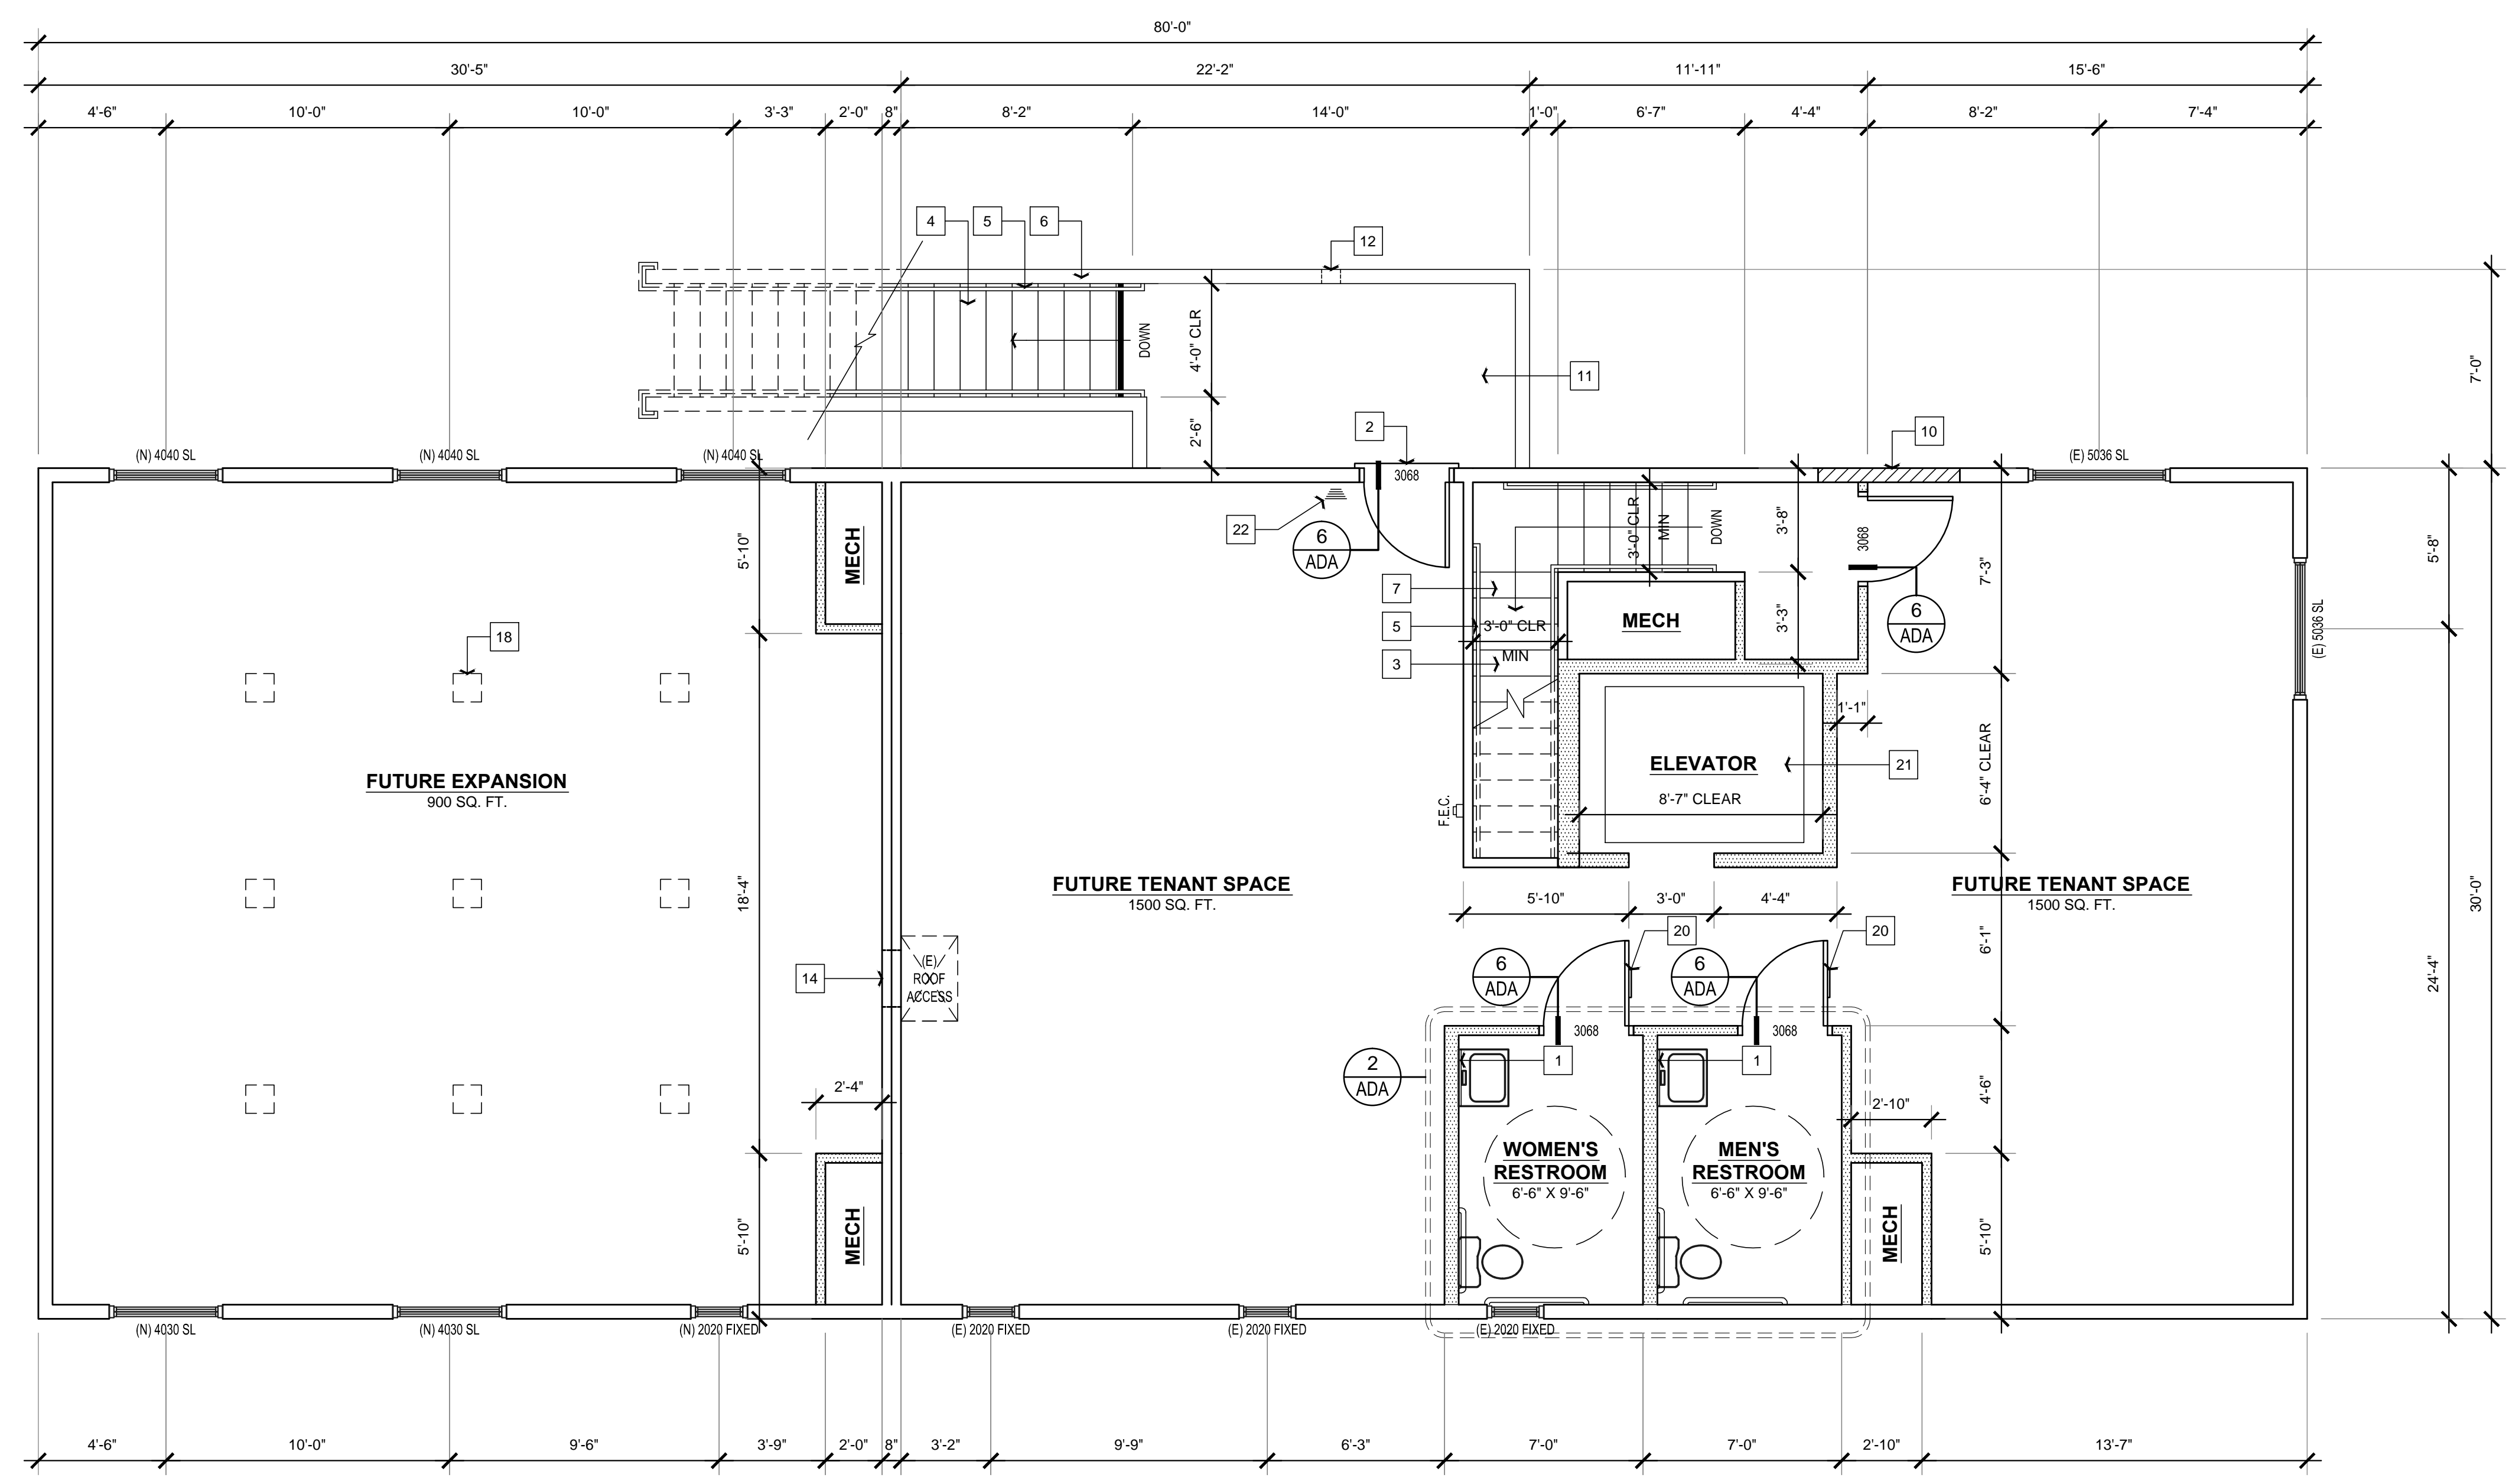 80'-0"
30'-5" 22'-2" 11'-11" 15'-6"
4'-6" 10'-0" 10'-0" 3'-3" 2'-0" 8" 8'-2" 14'-0" 1'-0" 6'-7" 4'-4" 8'-2" 7'-4"
4 5 6
12
DOWN
4'-0" CLR
11
7'-0"
2
2'-6"
10
(N) 4040 SL
(N) 4040 SL
(N) 4040 SL
(E) 5036 SL
3068
22
6
ADA
3'-0" CLR
MIN
DOWN
3'-8"
3068
5'-10"
MECH
7'-3"
5'-8"
7
5
3
3'-0" CLR
MIN
MECH
3'-3"
6
ADA
(E) 5036 SL
18
1'-1"
FUTURE EXPANSION
900 SQ. FT.
ELEVATOR
21
8'-7" CLEAR
6'-4" CLEAR
F.E.C.
18'-4"
FUTURE TENANT SPACE
1500 SQ. FT.
FUTURE TENANT SPACE
1500 SQ. FT.
30'-0"
5'-10" 3'-0" 4'-4"
20
20
6'-1"
14
(E)
ROOF
ACCESS
6
ADA
6
ADA
24'-4"
3068
3068
2
ADA
1
1
2'-4"
4'-6"
2'-10"
WOMEN'S
RESTROOM
6'-6" X 9'-6"
MEN'S
RESTROOM
6'-6" X 9'-6"
5'-10"
MECH
MECH
5'-10"
(N) 4030 SL
(N) 4030 SL
(N) 2020 FIXED
(E) 2020 FIXED
(E) 2020 FIXED
(E) 2020 FIXED
4'-6" 10'-0" 9'-6" 3'-9" 2'-0" 8" 3'-2" 9'-9" 6'-3" 7'-0" 7'-0" 2'-10" 13'-7"